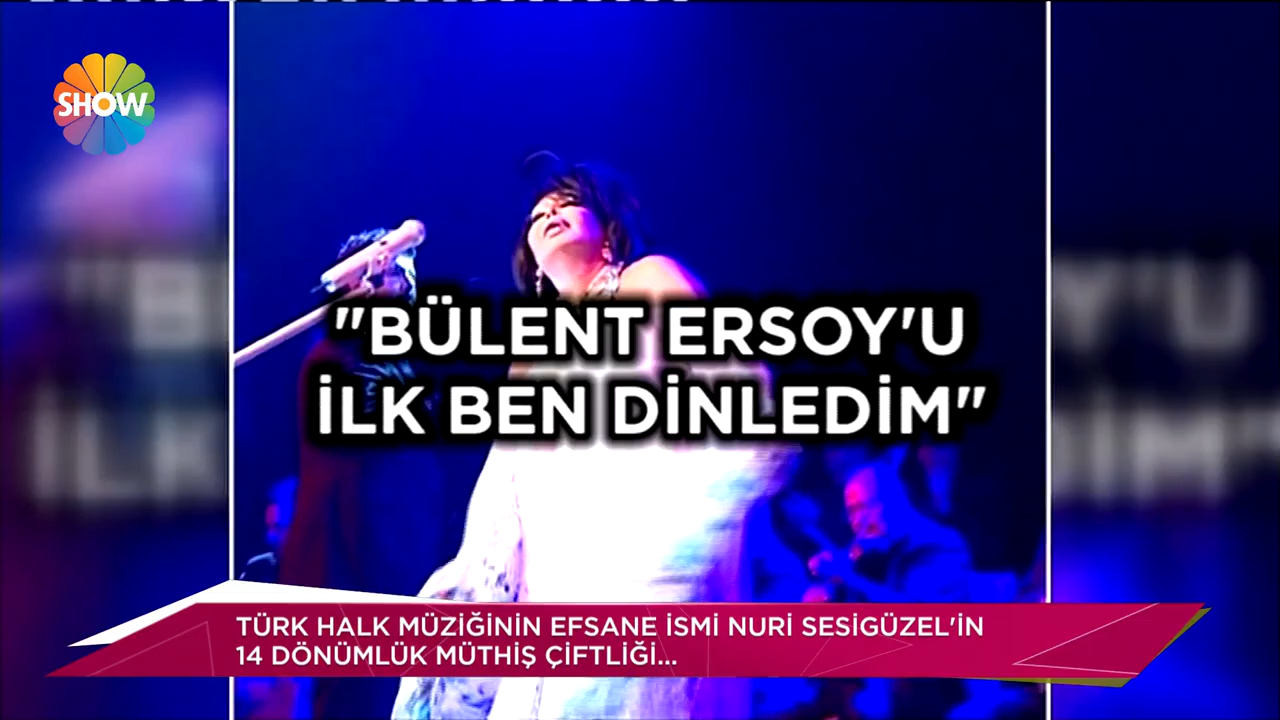 SHOW
"BÜLENT ERSOY'U
İLK BEN DİNLEDİM"
TÜRK HALK MÜZİĞİNİN EFSANE İSMİ NURİ SESİGÜZEL'İN
14 DÖNÜMLÜK MÜTHİŞ ÇİFTLİĞİ...